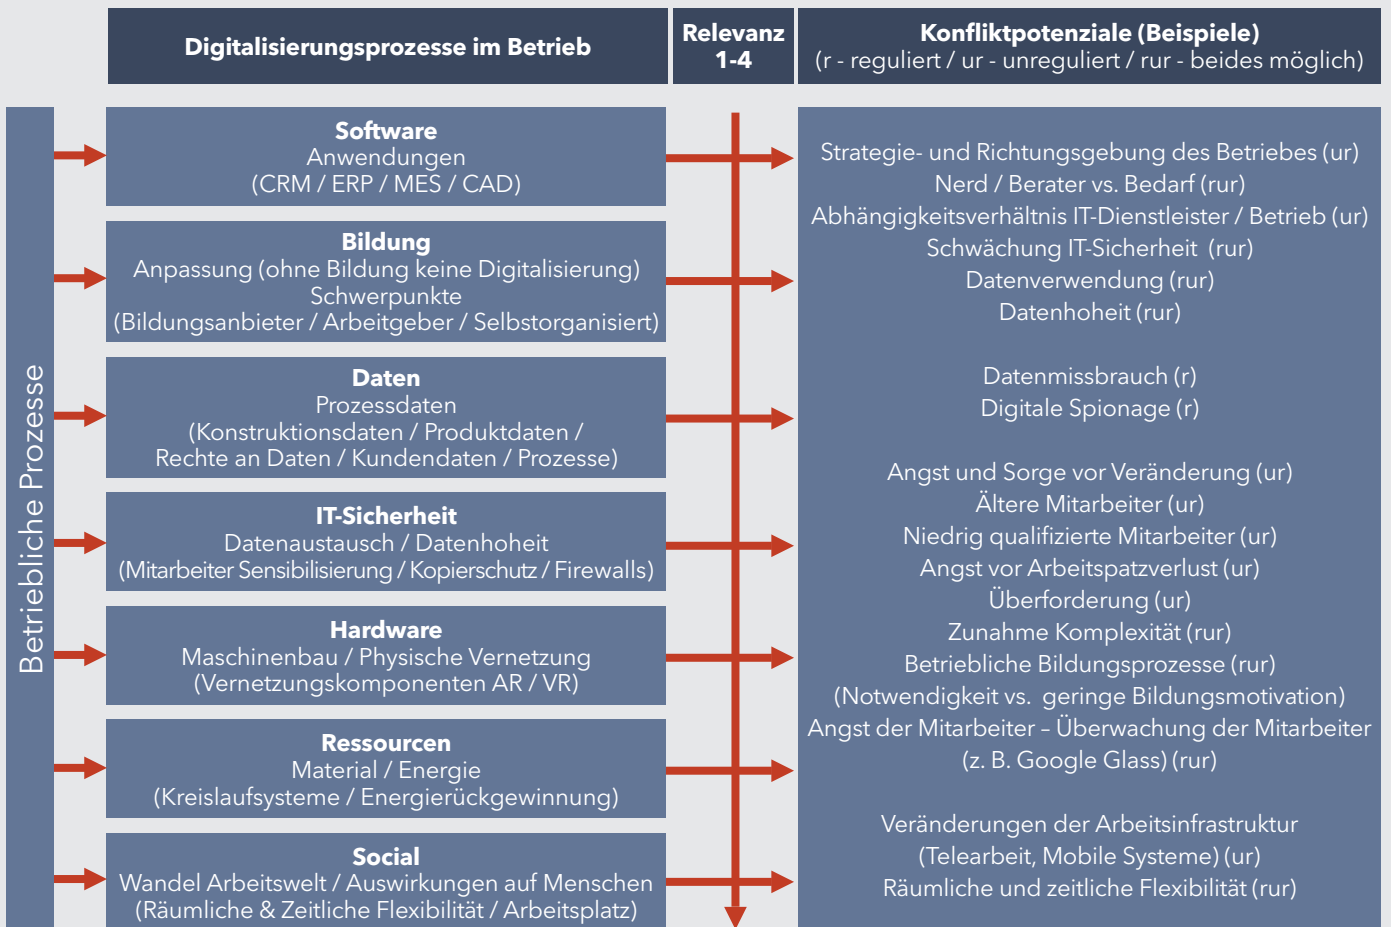 Digitalisierungsprozesse im Betrieb
Relevanz
1-4
Konfliktpotenziale (Beispiele)
(r - reguliert / ur - unreguliert / rur - beides möglich)
Betriebliche Prozesse
Software
Anwendungen
(CRM / ERP / MES / CAD)
Bildung
Anpassung (ohne Bildung keine Digitalisierung)
Schwerpunkte
(Bildungsanbieter / Arbeitgeber / Selbstorganisiert)
Daten
Prozessdaten
(Konstruktionsdaten / Produktdaten /
Rechte an Daten / Kundendaten / Prozesse)
IT-Sicherheit
Datenaustausch / Datenhoheit
(Mitarbeiter Sensibilisierung / Kopierschutz / Firewalls)
Hardware
Maschinenbau / Physische Vernetzung
(Vernetzungskomponenten AR / VR)
Ressourcen
Material / Energie
(Kreislaufsysteme / Energierückgewinnung)
Social
Wandel Arbeitswelt / Auswirkungen auf Menschen
(Räumliche & Zeitliche Flexibilität / Arbeitsplatz)
Strategie- und Richtungsgebung des Betriebes (ur)
Nerd / Berater vs. Bedarf (rur)
Abhängigkeitsverhältnis IT-Dienstleister / Betrieb (ur)
Schwächung IT-Sicherheit (rur)
Datenverwendung (rur)
Datenhoheit (rur)
Datenmissbrauch (r)
Digitale Spionage (r)
Angst und Sorge vor Veränderung (ur)
Ältere Mitarbeiter (ur)
Niedrig qualifizierte Mitarbeiter (ur)
Angst vor Arbeitspatzverlust (ur)
Überforderung (ur)
Zunahme Komplexität (rur)
Betriebliche Bildungsprozesse (rur)
(Notwendigkeit vs. geringe Bildungsmotivation)
Angst der Mitarbeiter – Überwachung der Mitarbeiter
(z. B. Google Glass) (rur)
Veränderungen der Arbeitsinfrastruktur
(Telearbeit, Mobile Systeme) (ur)
Räumliche und zeitliche Flexibilität (rur)